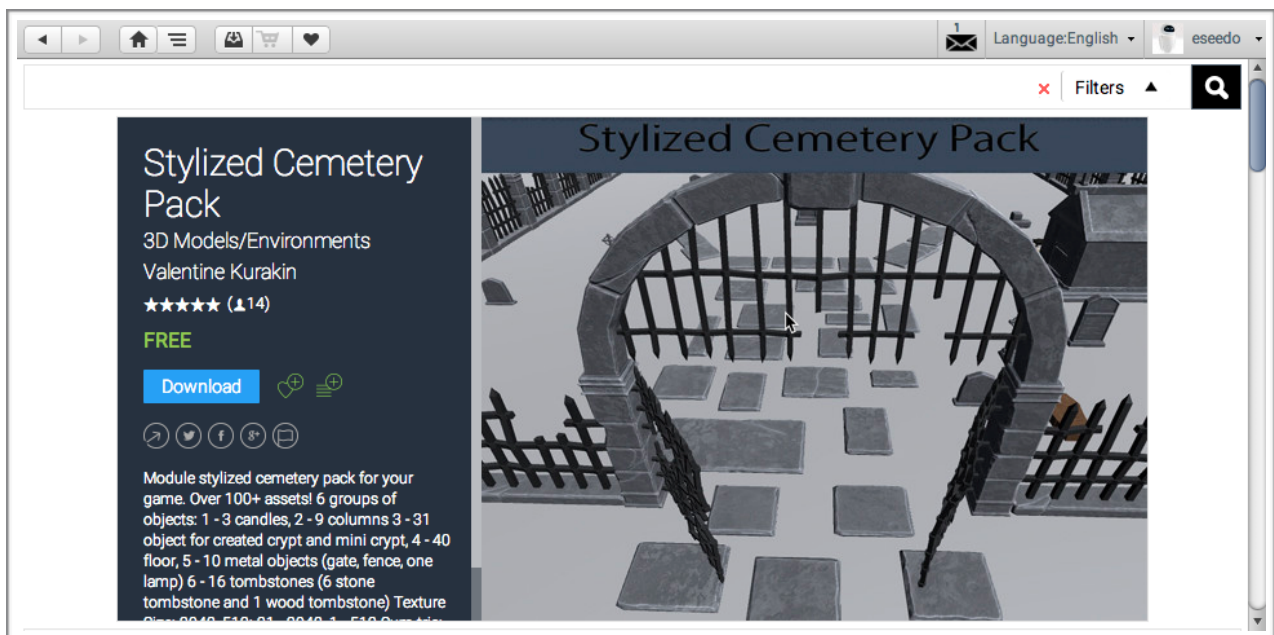 1
Language:English
eseedo
Filters
Stylized Cemetery
Pack
3D Models/Environments
Valentine Kurakin
(14)
FREE
Download
Module stylized cemetery pack for your
game. Over 100+ assets! 6 groups of
objects: 1 - 3 candles, 2 - 9 columns 3 - 31
object for created crypt and mini crypt, 4 - 40
floor, 5 - 10 metal objects (gate, fence, one
lamp) 6 - 16 tombstones (6 stone
tombstone and 1 wood tombstone) Texture
Stylized Cemetery Pack